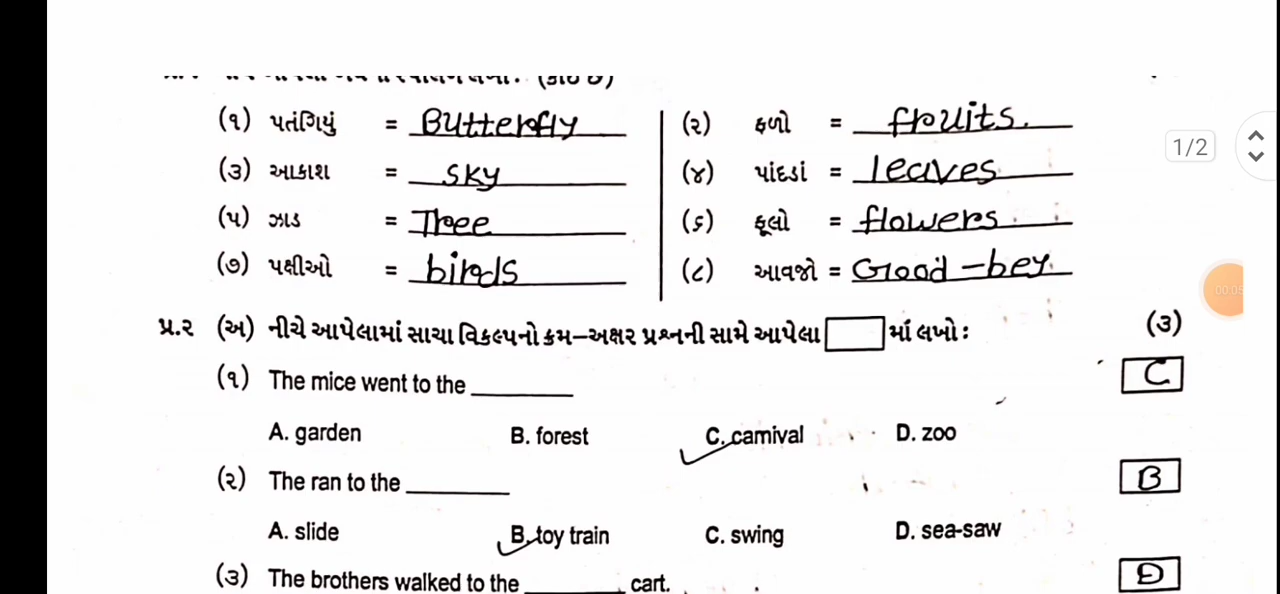 (૧) પતંગિયું = Butterfly (૨) ફળો = fruits.
(૩) આકાશ = sky (૪) પાંદડાં = leaves
(૫) ઝાડ = Tree (૬) ફૂલો = flowers
(૭) પક્ષીઓ = birds (૮) આવજો = Good-bey
પ્ર.૨ (અ) નીચે આપેલામાં સાચા વિકલ્પનો ક્રમ-અક્ષર પ્રશ્નની સામે આપેલા માં લખો: (૩)
(૧) The mice went to the C
A. garden B. forest C. carnival D. zoo
(૨) The ran to the B
A. slide B. toy train C. swing D. sea-saw
(૩) The brothers walked to the cart. D
1/2